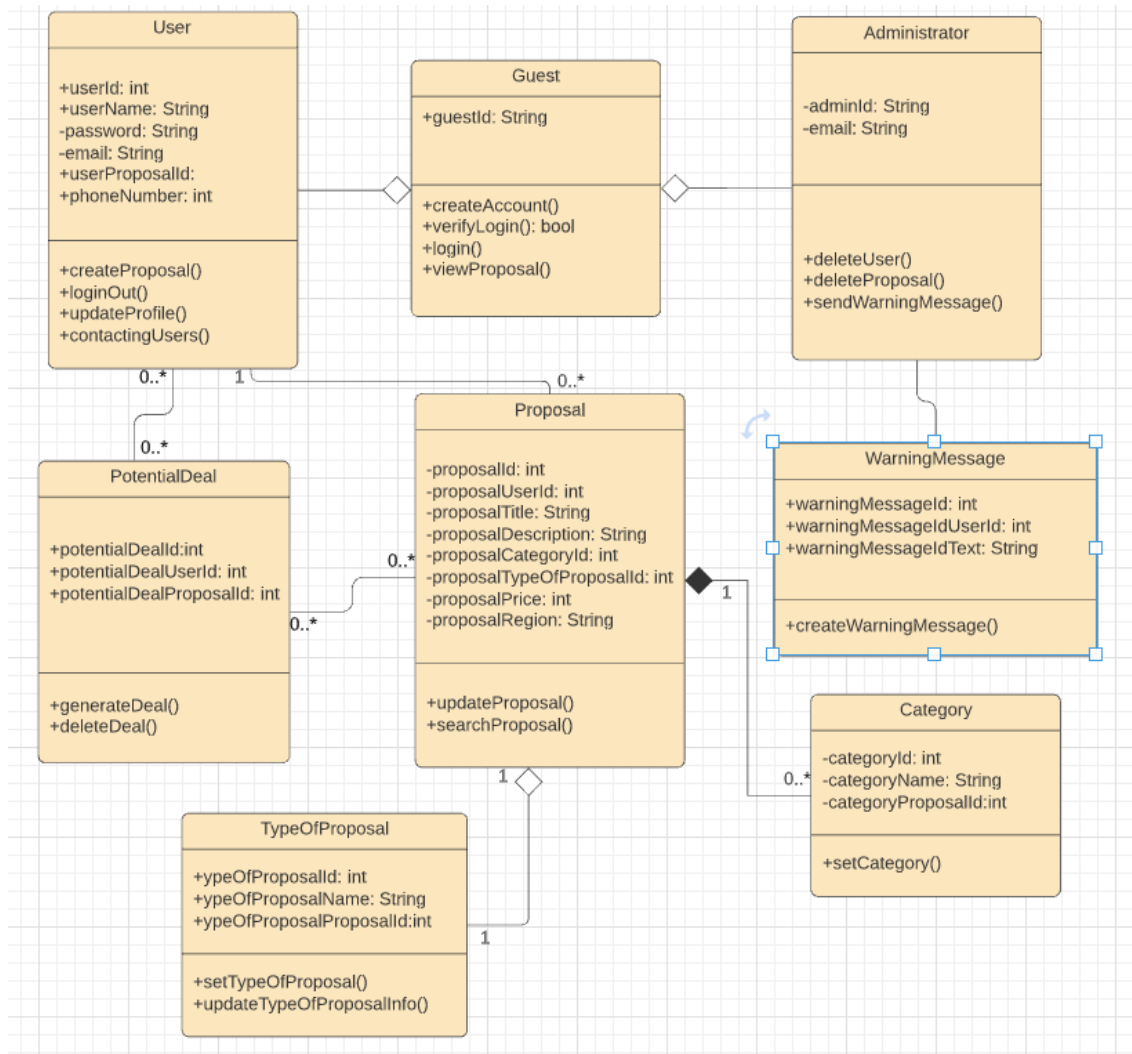 User
+userId: int
+userName: String
-password: String
-email: String
+userProposalId:
+phoneNumber: int
+createProposal()
+loginOut()
+updateProfile()
+contactingUsers()
Guest
+guestId: String
+createAccount()
+verifyLogin(): bool
+login()
+viewProposal()
Administrator
-adminId: String
-email: String
+deleteUser()
+deleteProposal()
+sendWarningMessage()
0..*
1
0..*
0..*
PotentialDeal
+potentialDealId:int
+potentialDealUserId: int
+potentialDealProposalId: int
+generateDeal()
+deleteDeal()
0..*
0..*
Proposal
-proposalId: int
-proposalUserId: int
-proposalTitle: String
-proposalDescription: String
-proposalCategoryId: int
-proposalTypeOfProposalId: int
-proposalPrice: int
-proposalRegion: String
+updateProposal()
+searchProposal()
1
WarningMessage
+warningMessageId: int
+warningMessageIdUserId: int
+warningMessageIdText: String
+createWarningMessage()
0..*
Category
-categoryId: int
-categoryName: String
-categoryProposalId:int
+setCategory()
1
TypeOfProposal
+ypeOfProposalId: int
+ypeOfProposalName: String
+ypeOfProposalProposalId:int
+setTypeOfProposal()
+updateTypeOfProposalInfo()
1